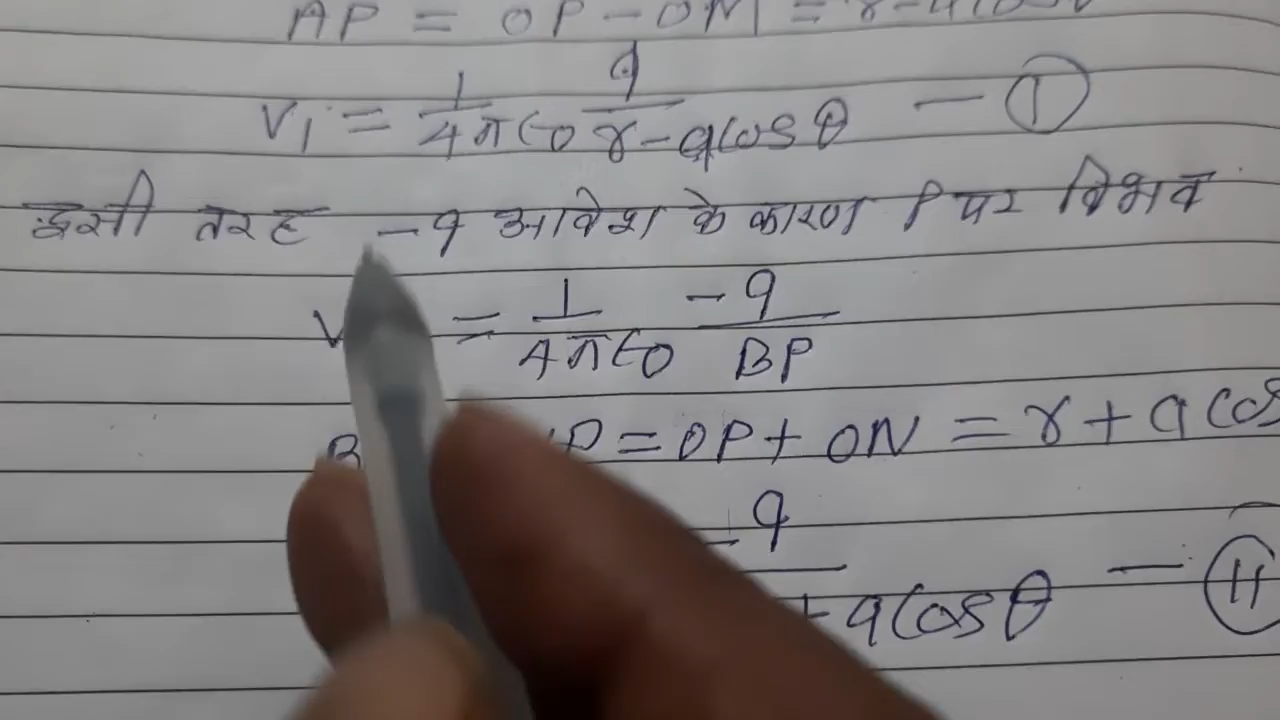 AP = OP - ON = r - a cos θ
V₁ = 1/4πϵ₀ q/r - a cos θ — Ⅰ
इसी तरह -q आवेश के कारण P पर विभव
V = 1/4πϵ₀ -q/BP
B P = OP + ON = r + a cos
-q/+ a cos θ — Ⅱ